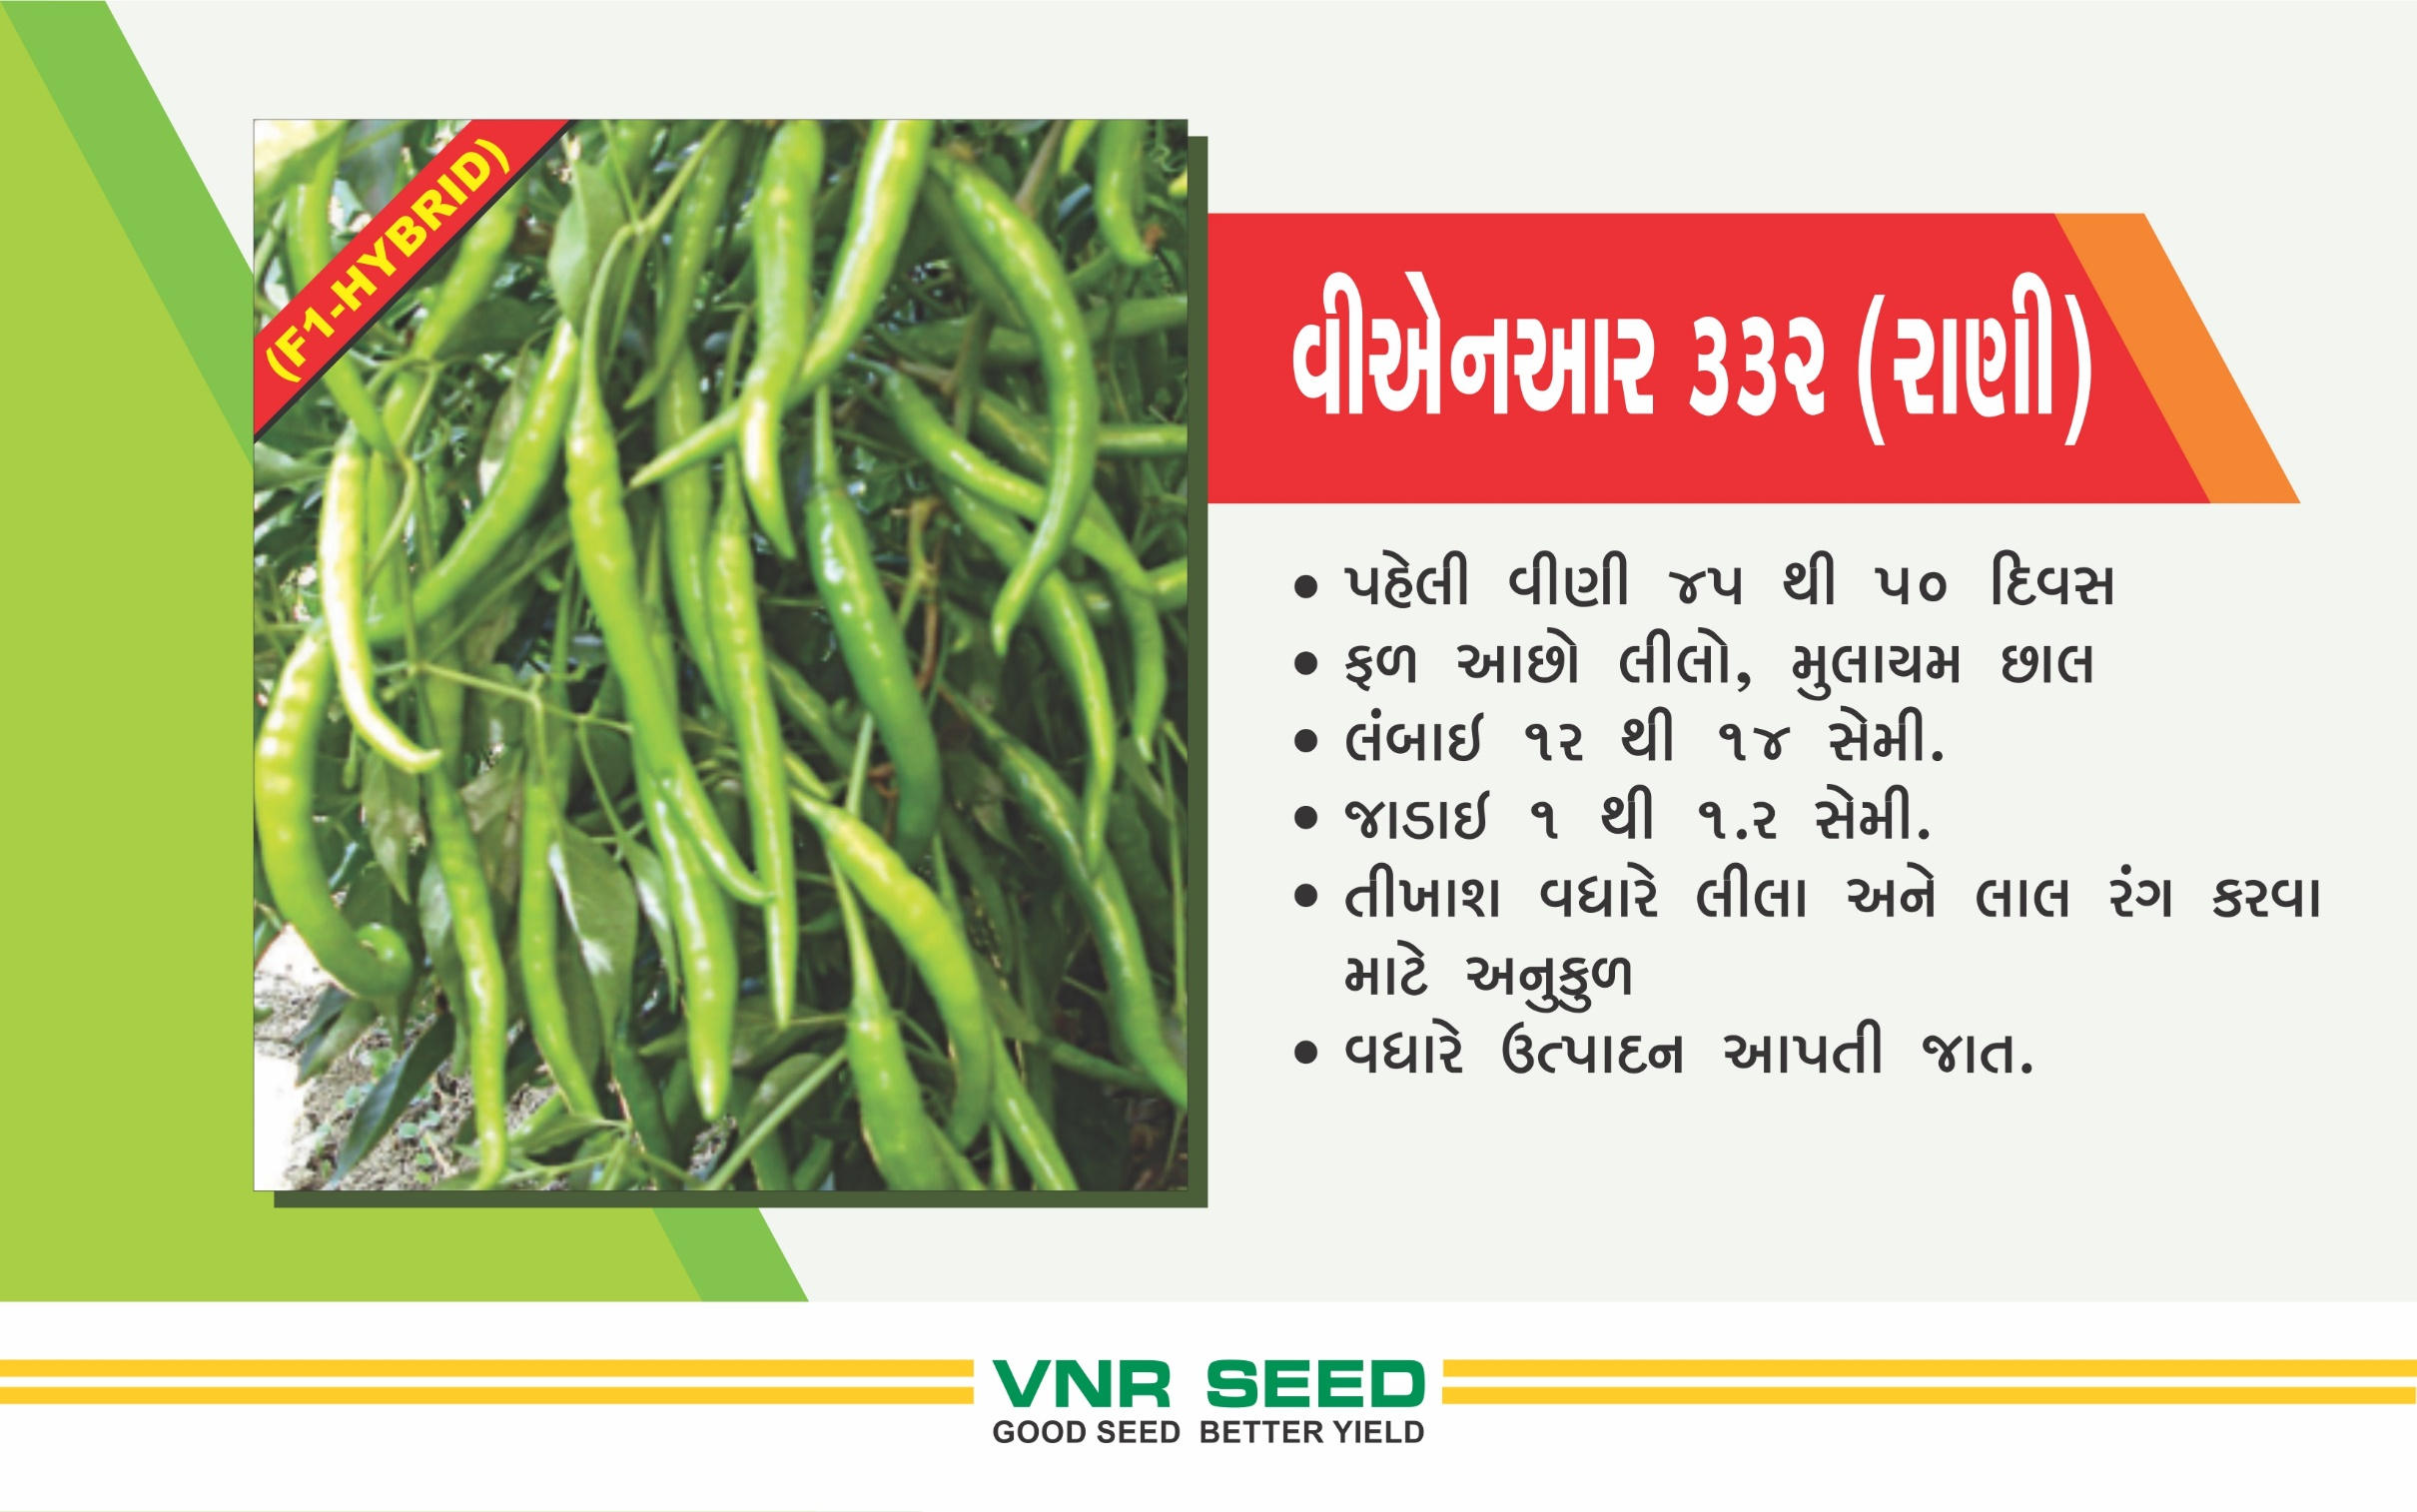 (F1-HYBRID)
વીએનઆર ૩૩૨ (રાણી)
• પહેલી વીણી ૪૫ થી ૫૦ દિવસ
• ફળ આછો લીલો, મુલાયમ છાલ
• લંબાઇ ૧૨ થી ૧૪ સેમી.
• જાડાઇ ૧ થી ૧.૨ સેમી.
• તીખાશ વધારે લીલા અને લાલ રંગ કરવા
માટે અનુકુળ
• વધારે ઉત્પાદન આપતી જાત.
VNR SEED
GOOD SEED BETTER YIELD